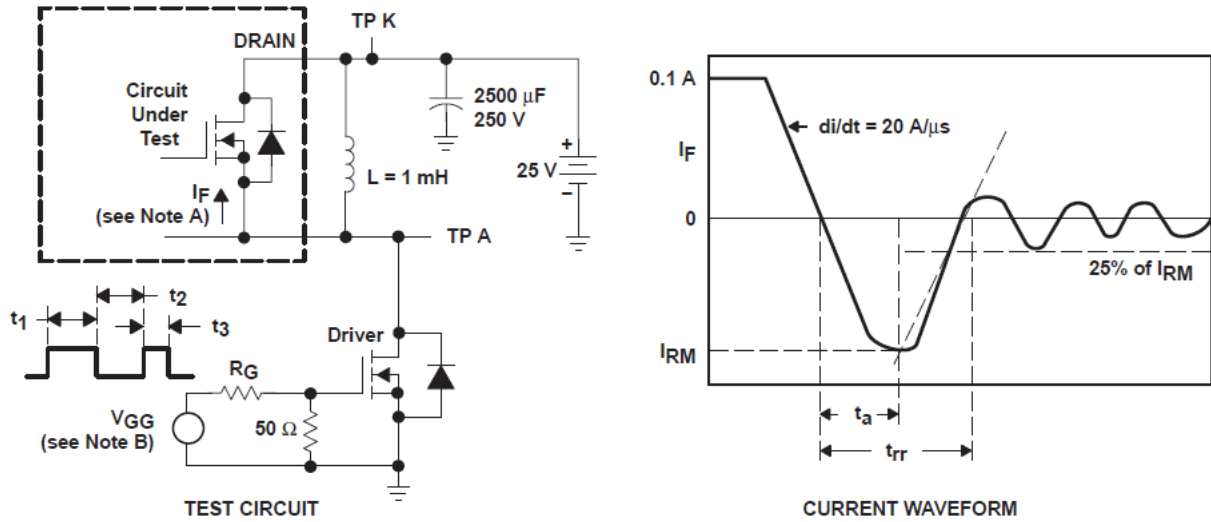 TP K
DRAIN
Circuit
Under
Test
2500 µF
250 V
+
25 V
–
L = 1 mH
IF
(see Note A)
TP A
t2
t1
t3
Driver
RG
VGG
(see Note B)
50 Ω
TEST CIRCUIT
0.1 A
di/dt = 20 A/µs
IF
0
25% of IRM
IRM
ta
trr
CURRENT WAVEFORM